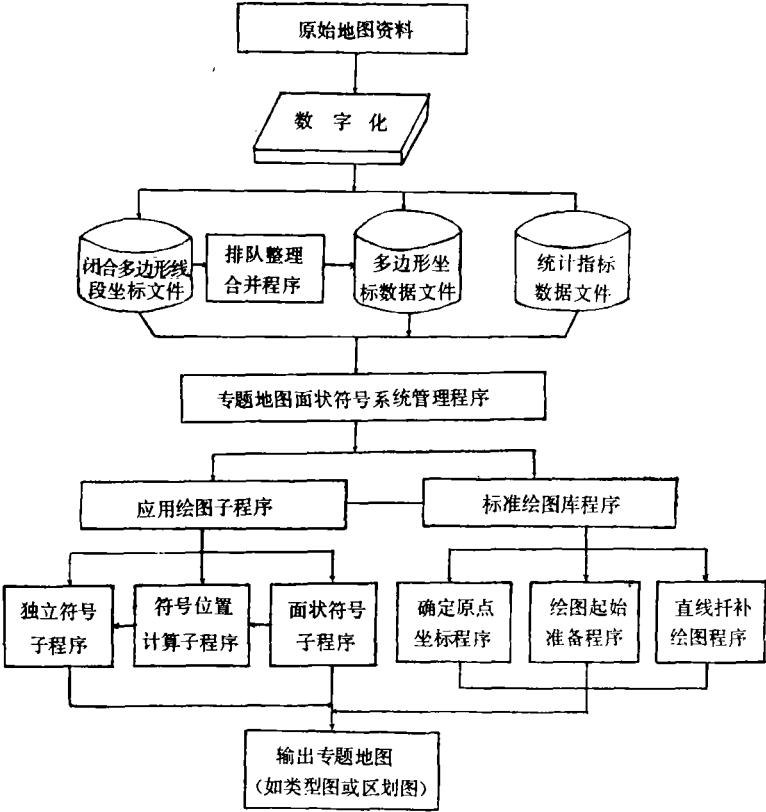 原始地图资料
数字化
闭合多边形线
段坐标文件
排队整理
合并程序
多边形坐
标数据文件
统计指标
数据文件
专题地图面状符号系统管理程序
应用绘图子程序
标准绘图库程序
独立符号
子程序
符号位置
计算子程序
面状符号
子程序
确定原点
坐标程序
绘图起始
准备程序
直线扦补
绘图程序
输出专题地图
(如类型图或区划图)